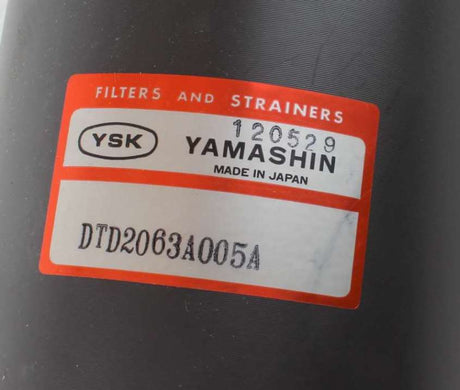 FILTERS AND STRAINERS
120529
YSK YAMASHIN
MADE IN JAPAN
DTD2063A005A